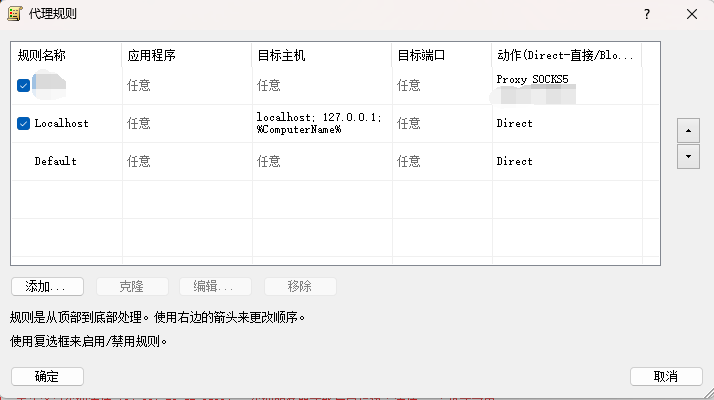 代理规则
?
规则名称 应用程序 目标主机 目标端口 动作(Direct-直接/Blo...
任意 任意 任意 Proxy SOCKS5
Localhost 任意 localhost; 127.0.0.1; 任意 Direct
%ComputerName%
Default 任意 任意 任意 Direct
添加... 克隆 编辑... 移除
规则是从顶部到底部处理。使用右边的箭头来更改顺序。
使用复选框来启用/禁用规则。
确定 取消